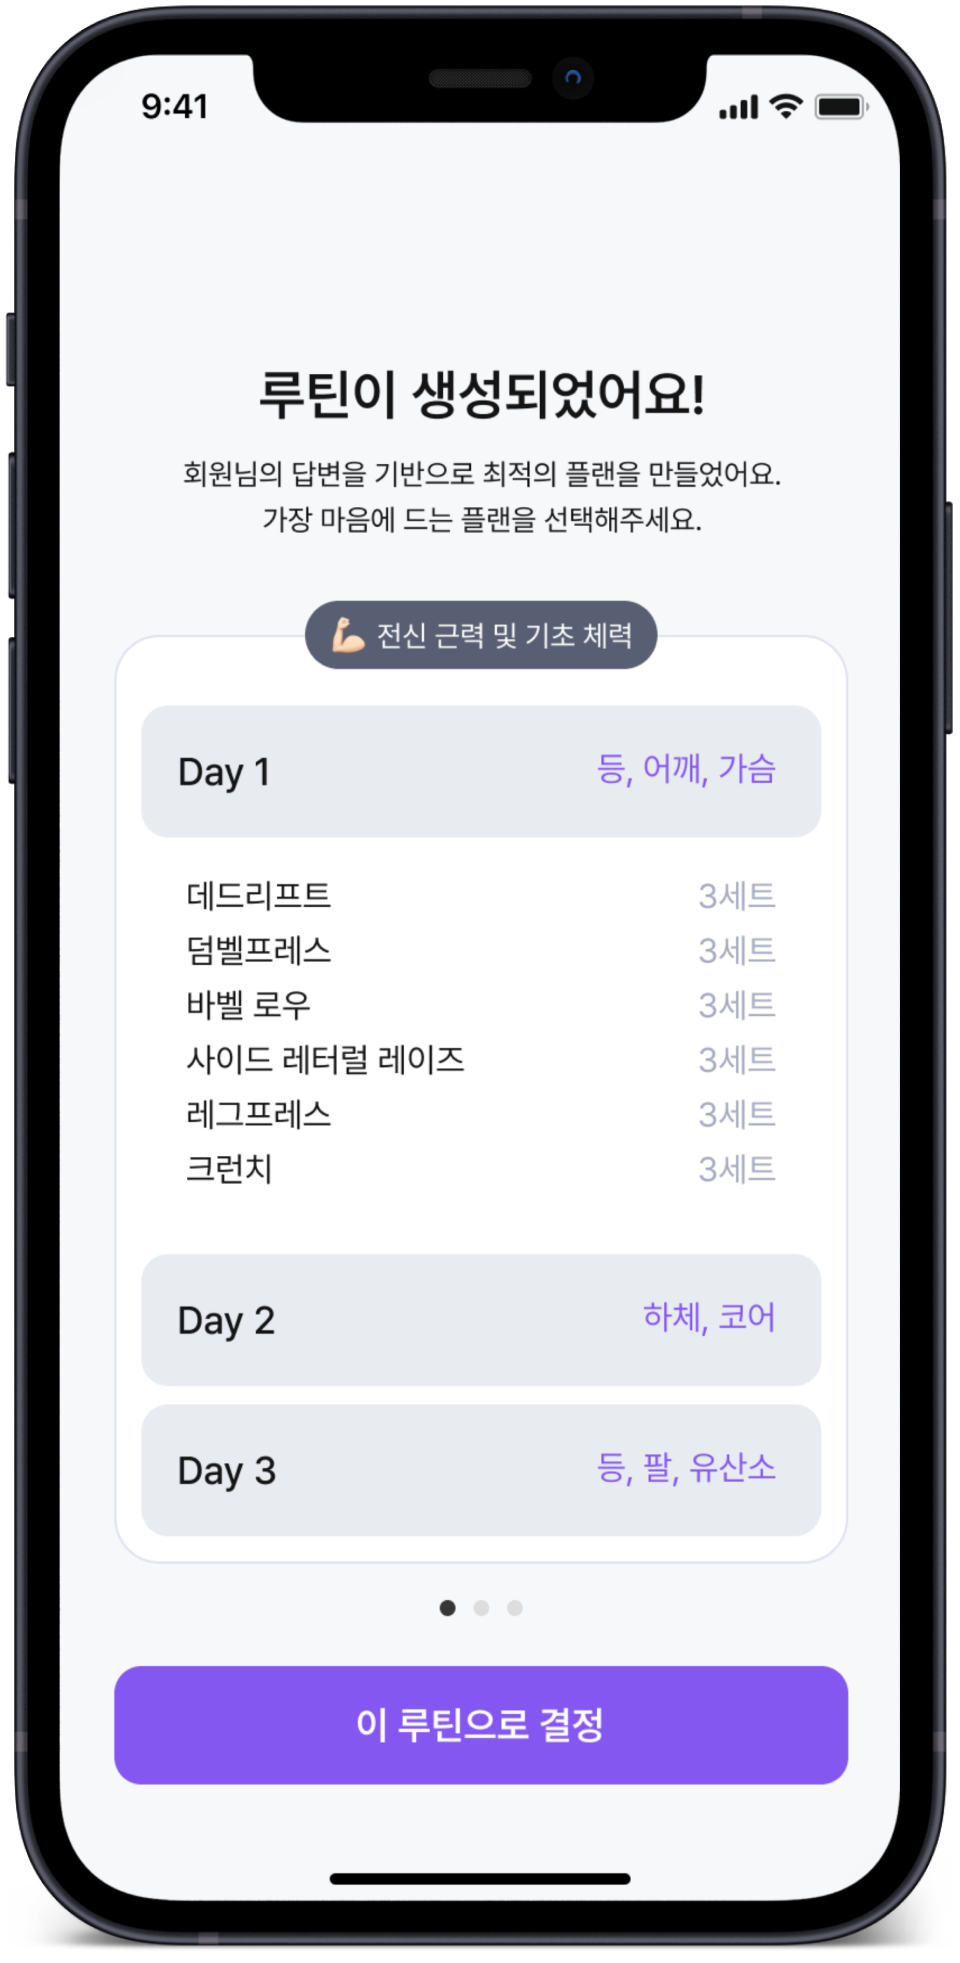 9:41
루틴이 생성되었어요!
회원님의 답변을 기반으로 최적의 플랜을 만들었어요.
가장 마음에 드는 플랜을 선택해주세요.
💪🏻 전신 근력 및 기초 체력
Day 1 등, 어깨, 가슴
데드리프트 3세트
덤벨프레스 3세트
바벨 로우 3세트
사이드 레터럴 레이즈 3세트
레그프레스 3세트
크런치 3세트
Day 2 하체, 코어
Day 3 등, 팔, 유산소
이 루틴으로 결정